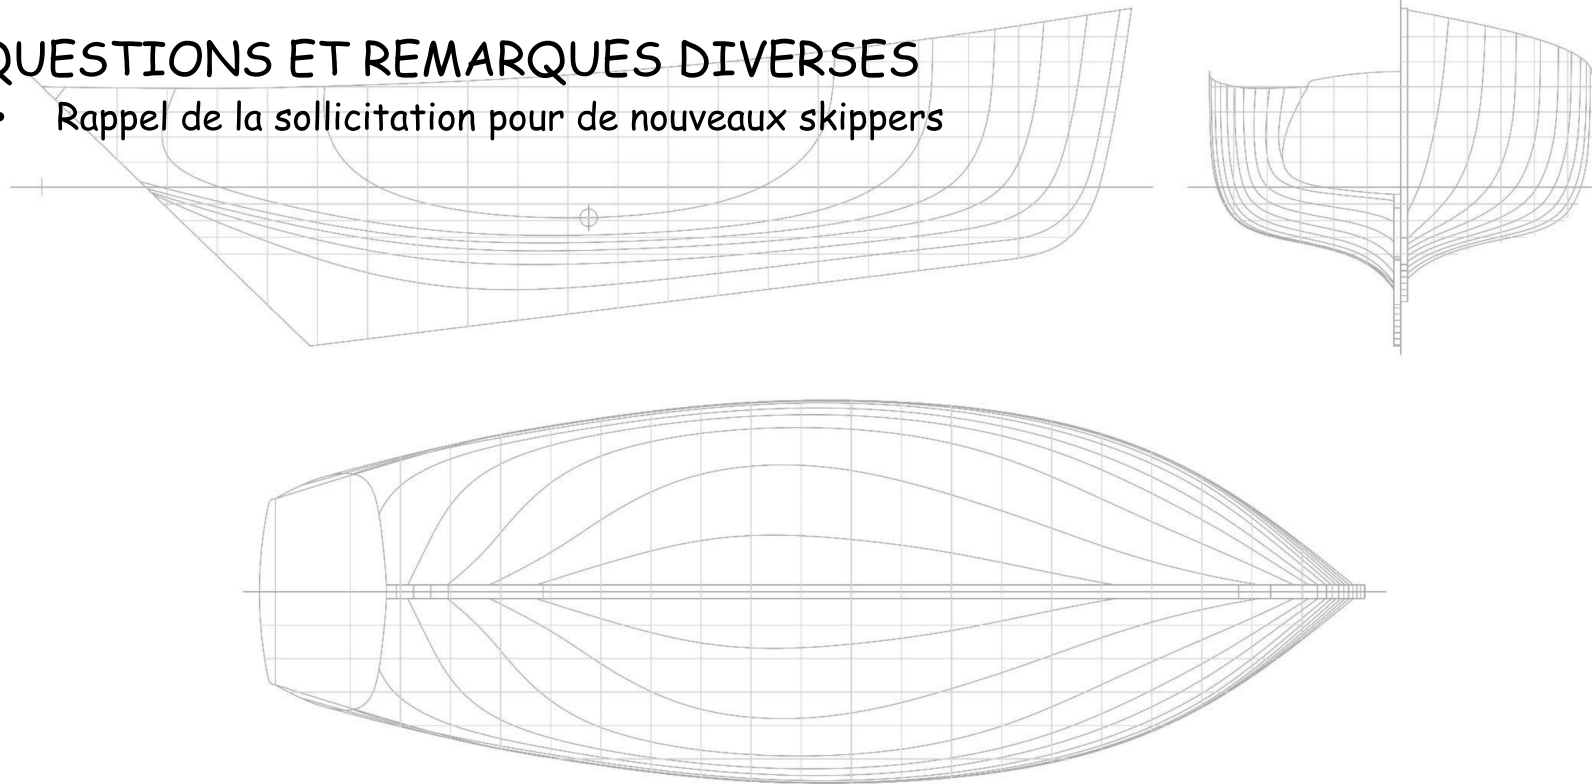 QUESTIONS ET REMARQUES DIVERSES
• Rappel de la sollicitation pour de nouveaux skippers